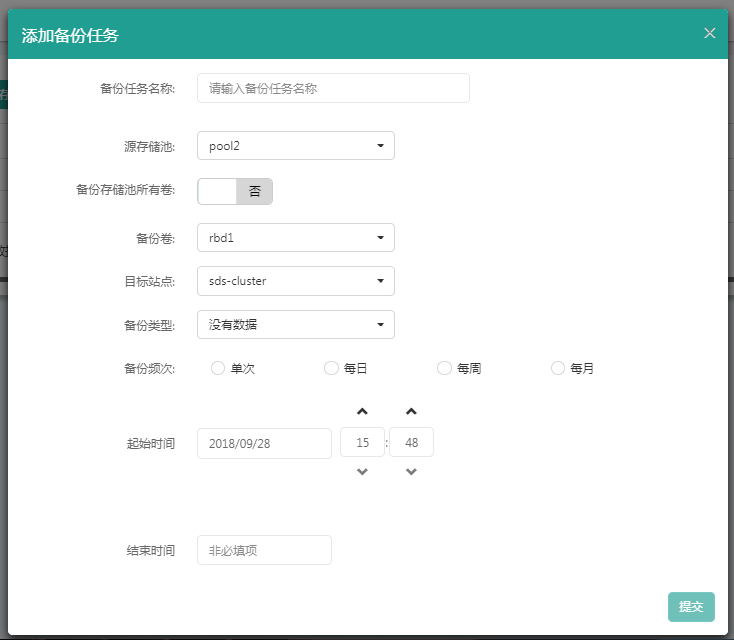 添加备份任务
备份任务名称: 请输入备份任务名称
源存储池: pool2
备份存储池所有卷: 否
备份卷: rbd1
目标站点: sds-cluster
备份类型: 没有数据
备份频次: 单次 每日 每周 每月
起始时间 2018/09/28 15 : 48
结束时间 非必填项
提交